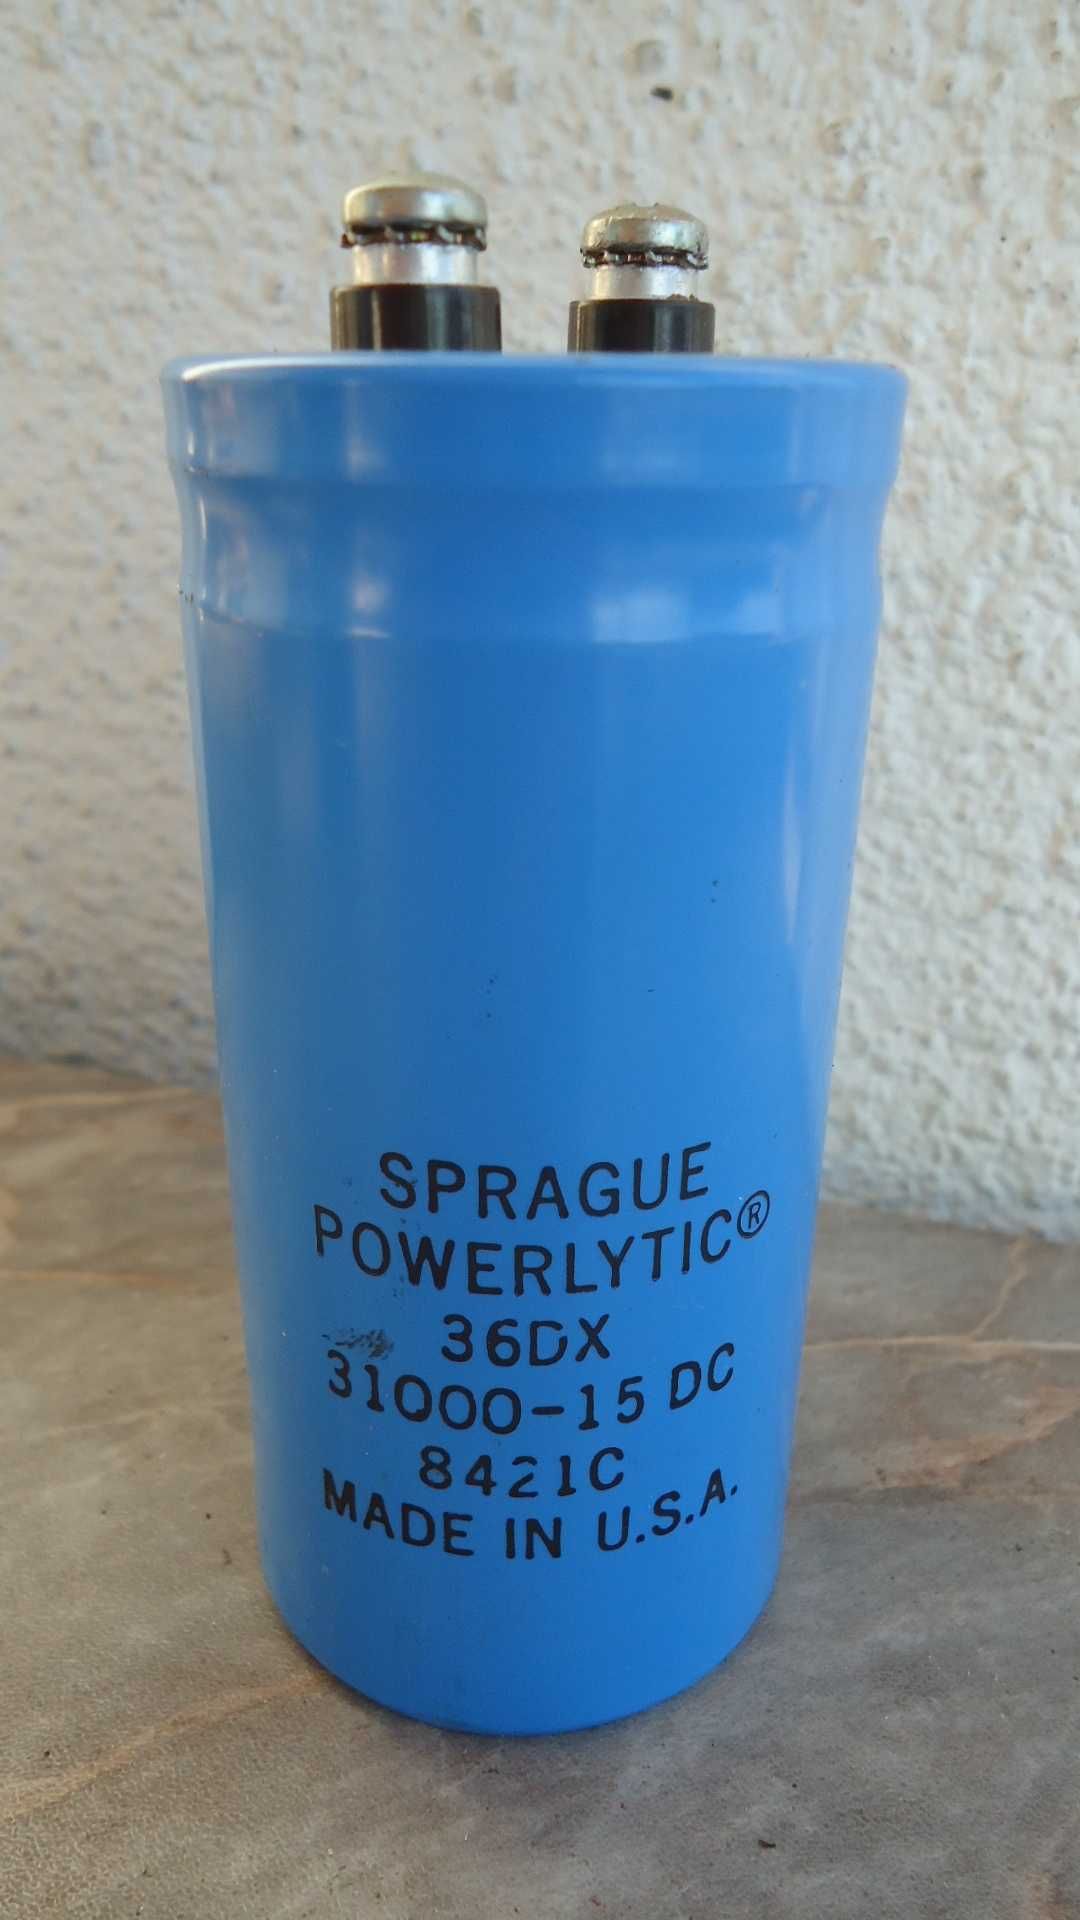 SPRAGUE
POWERLYTIC®
36DX
31000-15 DC
8421C
MADE IN U.S.A.